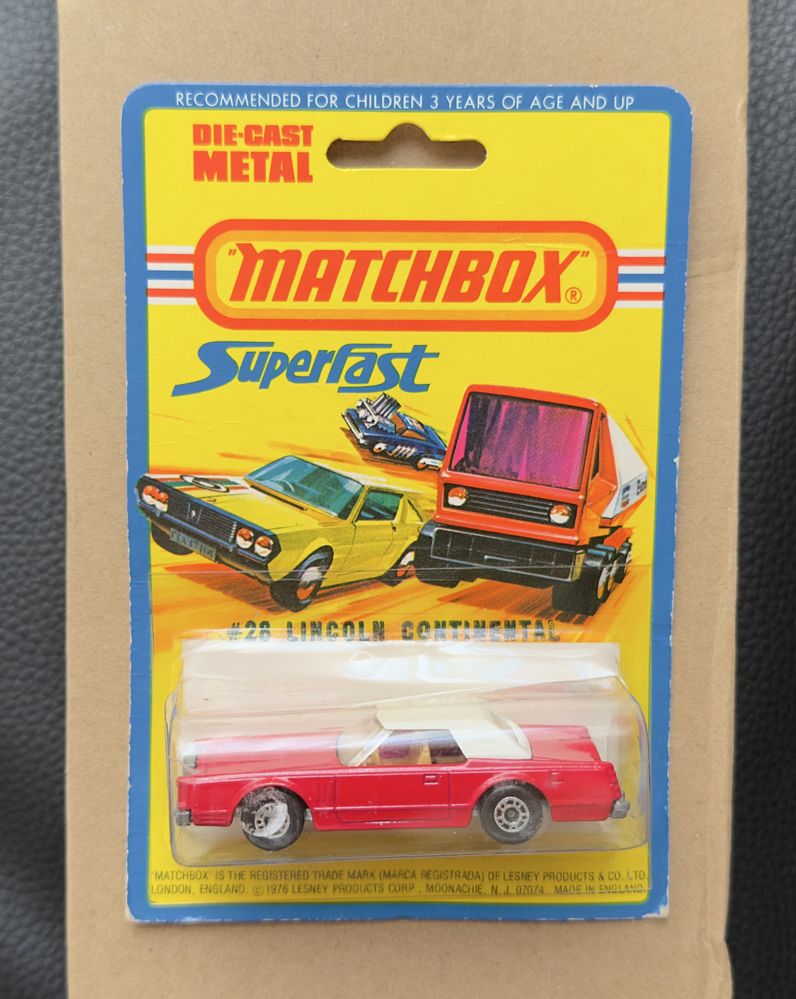 RECOMMENDED FOR CHILDREN 3 YEARS OF AGE AND UP
DIE-CAST
METAL
"MATCHBOX"®
Superfast
#26 LINCOLN CONTINENTAL
'MATCHBOX' IS THE REGISTERED TRADE MARK (MARCA REGISTRADA) OF LESNEY PRODUCTS & CO. LTD.
LONDON, ENGLAND. © 1976 LESNEY PRODUCTS CORP., MOONACHIE, N. J. 07074 MADE IN ENGLAND.